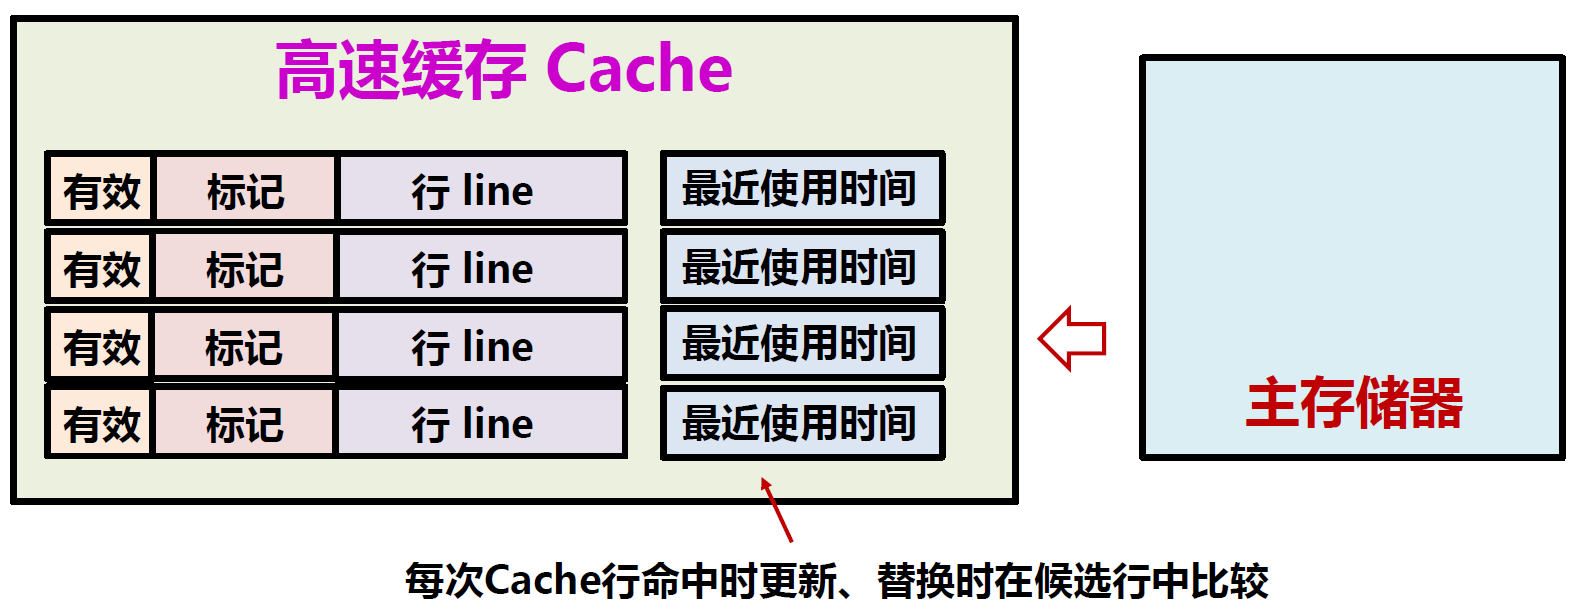 高速缓存 Cache
有效 标记 行 line 最近使用时间
有效 标记 行 line 最近使用时间
有效 标记 行 line 最近使用时间
有效 标记 行 line 最近使用时间
主存储器
每次Cache行命中时更新、替换时在候选行中比较